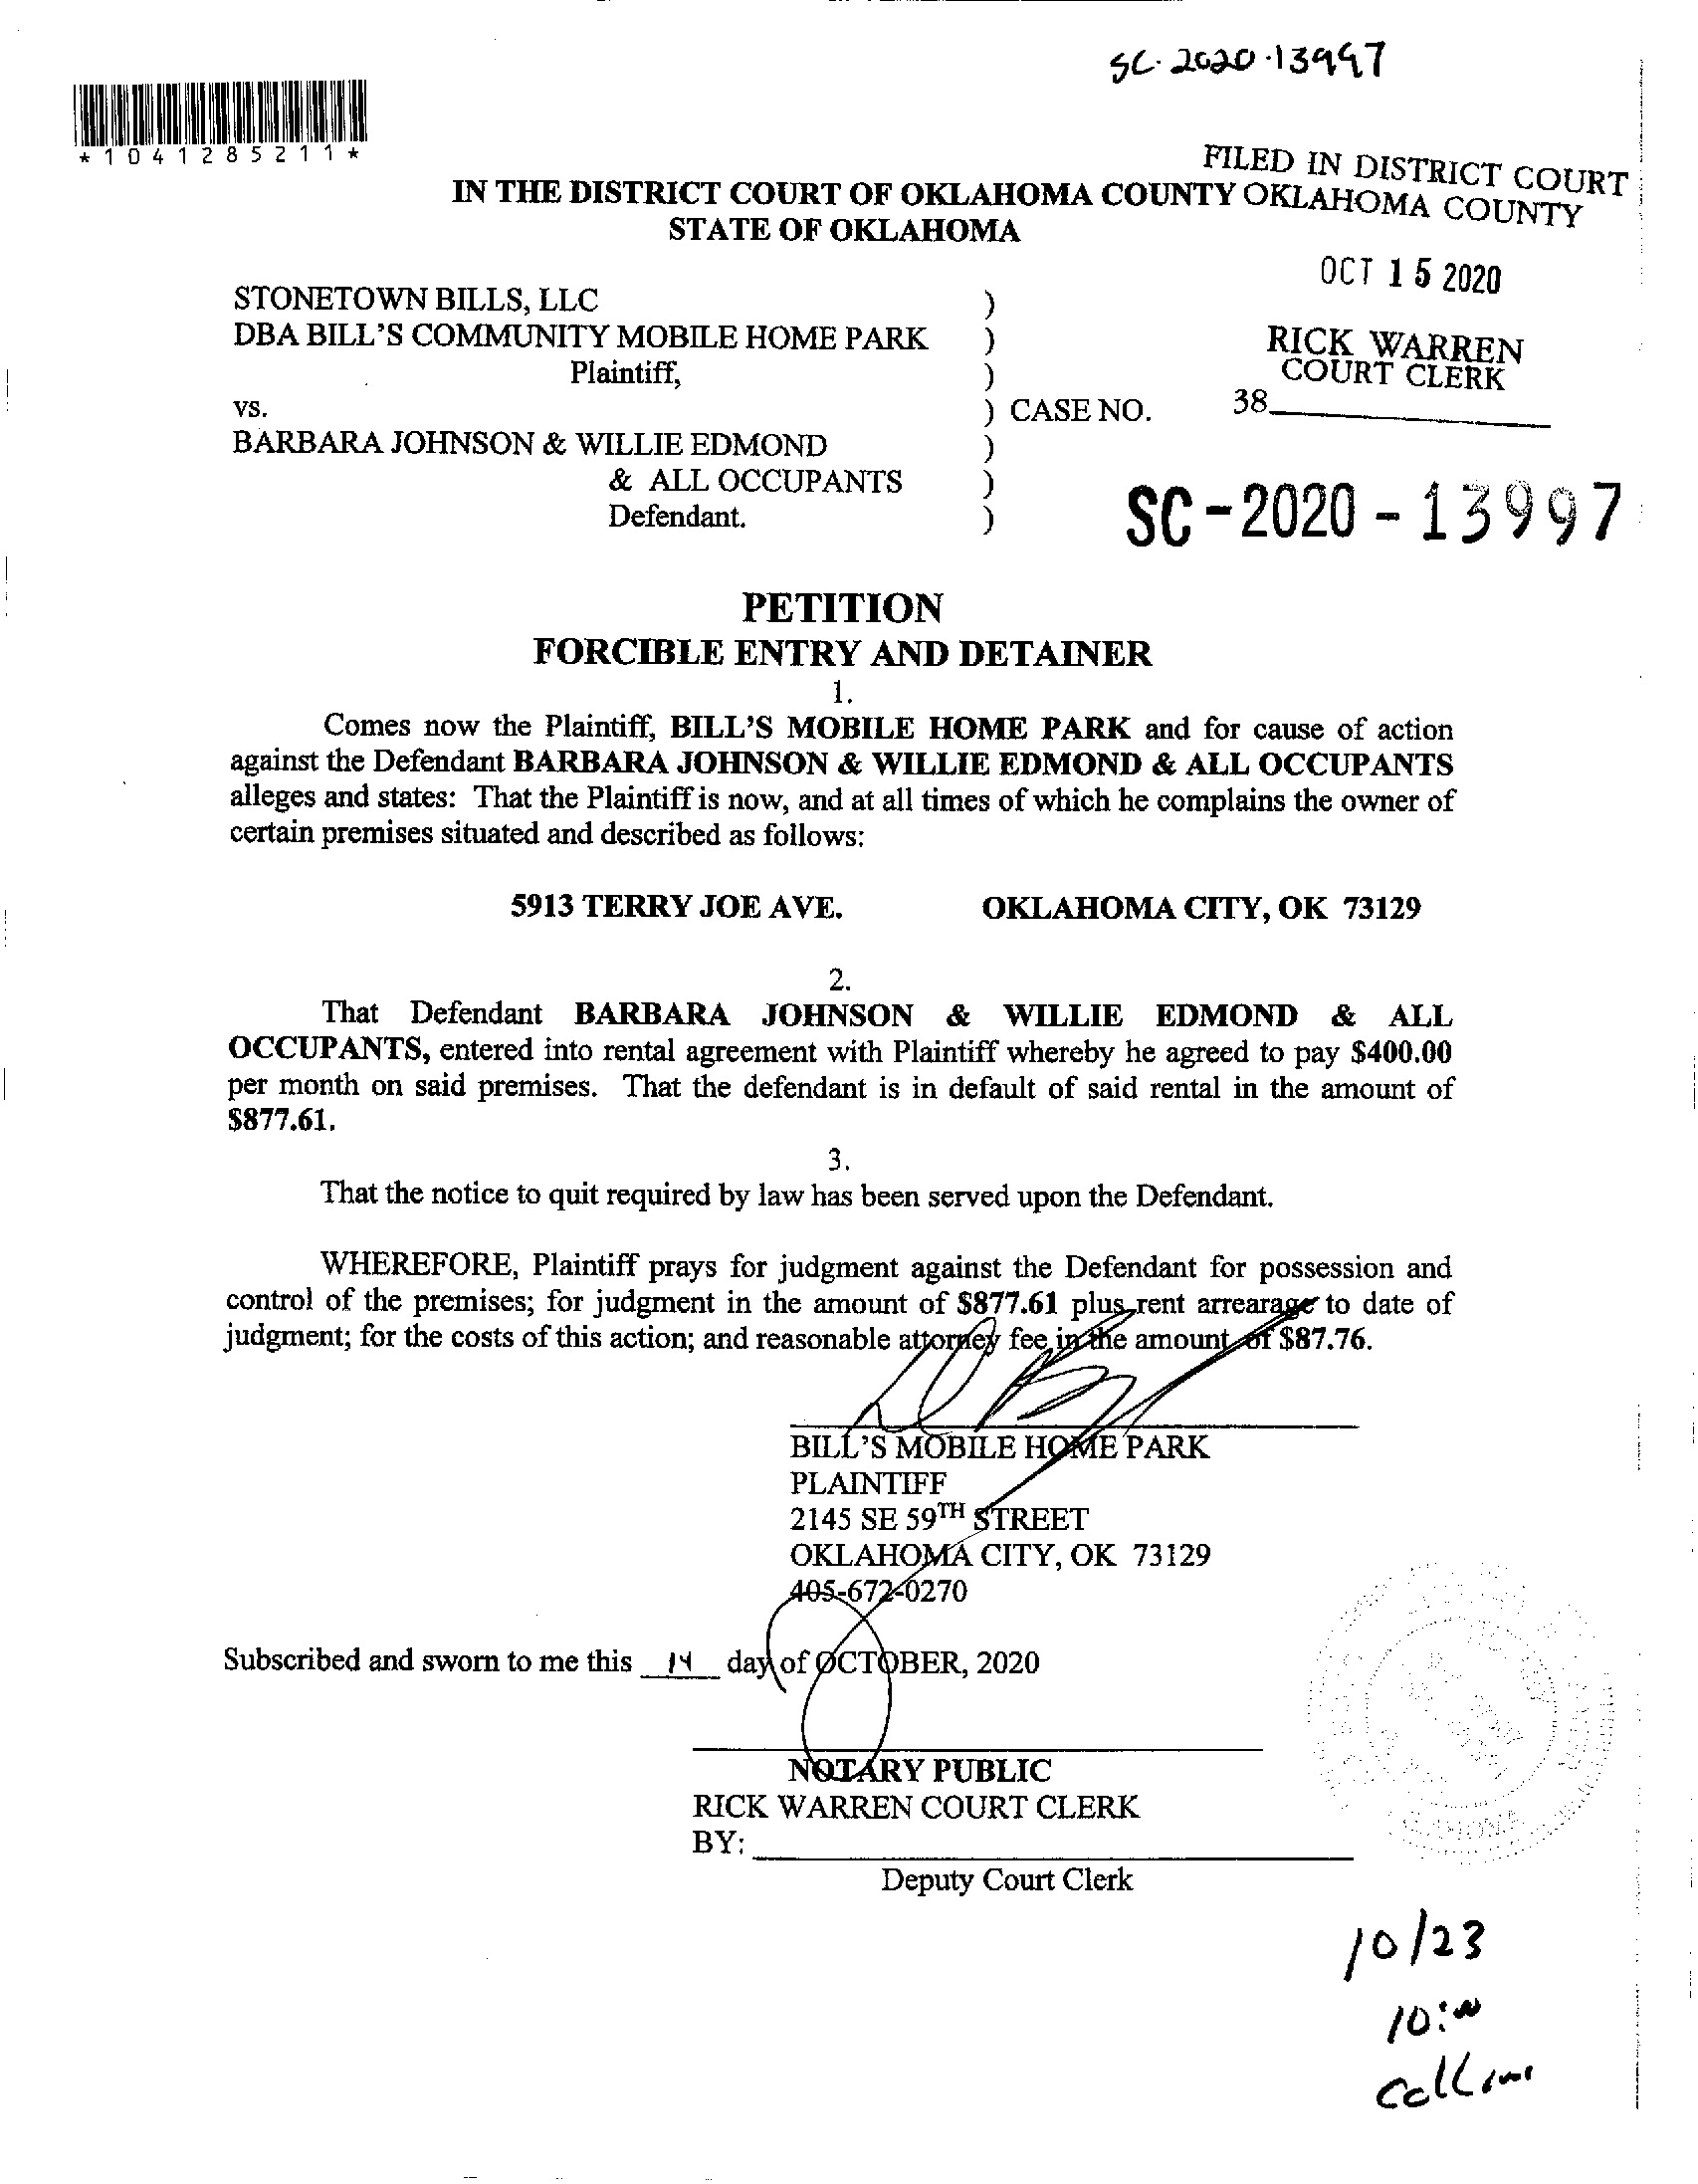 SC-2020-13997
*1041285211*
FILED IN DISTRICT COURT
OKLAHOMA COUNTY
IN THE DISTRICT COURT OF OKLAHOMA COUNTY
STATE OF OKLAHOMA
OCT 15 2020
RICK WARREN
COURT CLERK
38
STONETOWN BILLS, LLC )
DBA BILL'S COMMUNITY MOBILE HOME PARK )
Plaintiff, )
vs. ) CASE NO.
BARBARA JOHNSON & WILLIE EDMOND )
& ALL OCCUPANTS )
Defendant. )
SC-2020-13997
PETITION
FORCIBLE ENTRY AND DETAINER
1.
Comes now the Plaintiff, BILL'S MOBILE HOME PARK and for cause of action
against the Defendant BARBARA JOHNSON & WILLIE EDMOND & ALL OCCUPANTS
alleges and states: That the Plaintiff is now, and at all times of which he complains the owner of
certain premises situated and described as follows:
5913 TERRY JOE AVE. OKLAHOMA CITY, OK 73129
2.
That Defendant BARBARA JOHNSON & WILLIE EDMOND & ALL
OCCUPANTS, entered into rental agreement with Plaintiff whereby he agreed to pay $400.00
per month on said premises. That the defendant is in default of said rental in the amount of
$877.61.
3.
That the notice to quit required by law has been served upon the Defendant.
WHEREFORE, Plaintiff prays for judgment against the Defendant for possession and
control of the premises; for judgment in the amount of $877.61 plus rent arrearage to date of
judgment; for the costs of this action; and reasonable attorney fee in the amount of $87.76.
BILL'S MOBILE HOME PARK
PLAINTIFF
2145 SE 59TH STREET
OKLAHOMA CITY, OK 73129
405-672-0270
Subscribed and sworn to me this 14 day of OCTOBER, 2020
NOTARY PUBLIC
RICK WARREN COURT CLERK
BY:
Deputy Court Clerk
10/23
10:00